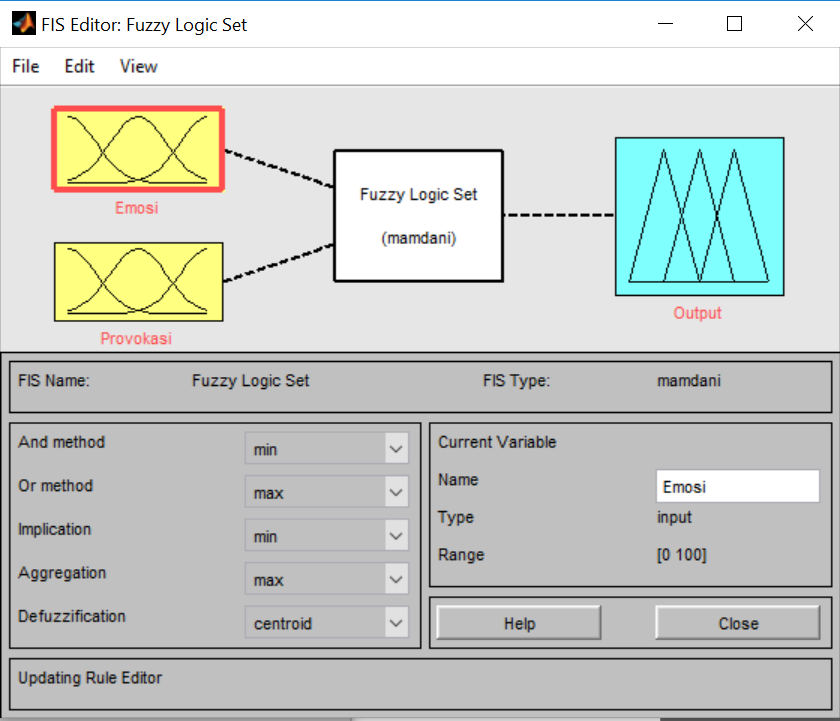 FIS Editor: Fuzzy Logic Set
File Edit View
Emosi
Provokasi
Fuzzy Logic Set
(mamdani)
Output
FIS Name: Fuzzy Logic Set FIS Type: mamdani
And method min
Or method max
Implication min
Aggregation max
Defuzzification centroid
Current Variable
Name Emosi
Type input
Range [0 100]
Help Close
Updating Rule Editor